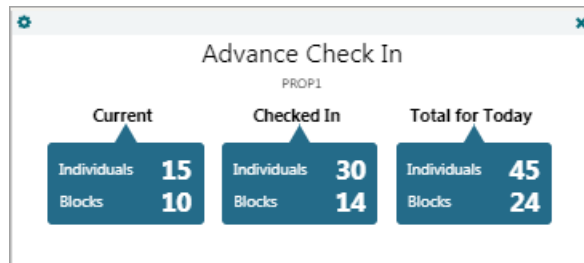 Advance Check In
PROP1
Current
Individuals 15
Blocks 10
Checked In
Individuals 30
Blocks 14
Total for Today
Individuals 45
Blocks 24